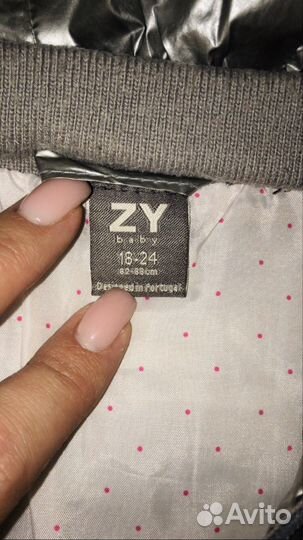 ZY
baby
18-24
82-88cm
Designed in Portugal
Avito